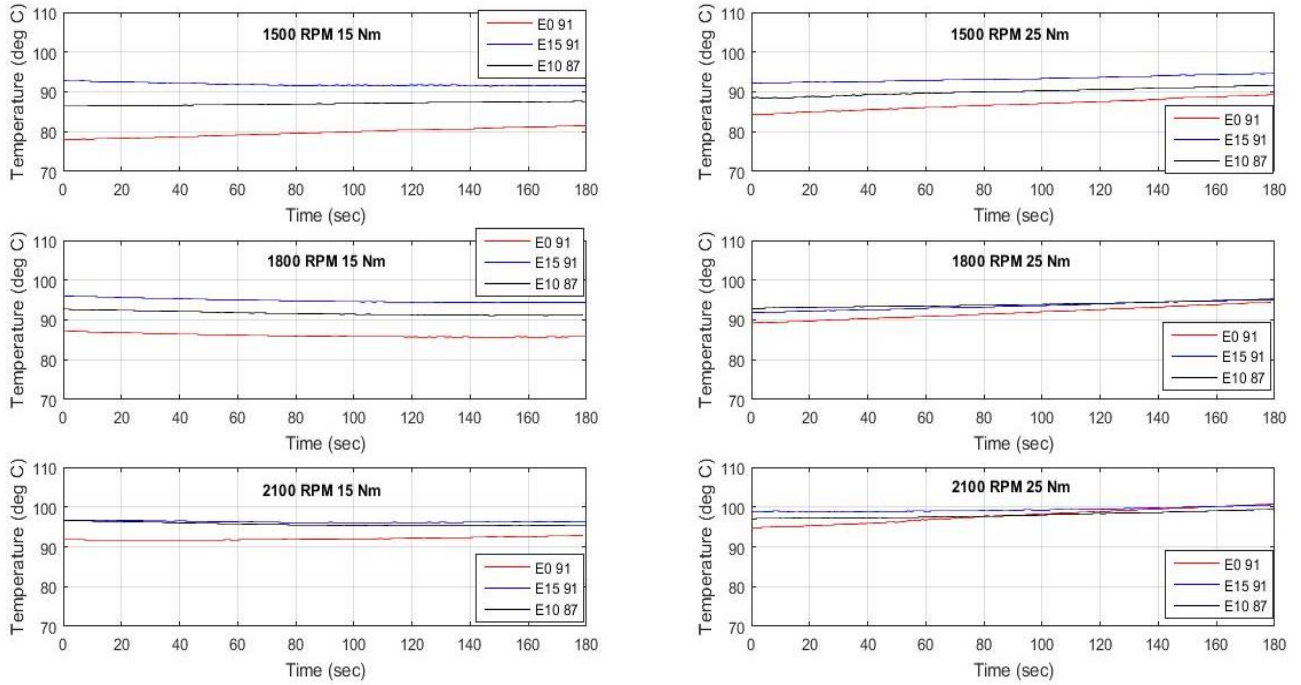 Temperature (deg C)
110
100
90
80
70
1500 RPM 15 Nm
E0 91
E15 91
E10 87
0 20 40 60 80 100 120 140 160 180
Time (sec)
Temperature (deg C)
110
100
90
80
70
1500 RPM 25 Nm
E0 91
E15 91
E10 87
0 20 40 60 80 100 120 140 160 180
Time (sec)
Temperature (deg C)
110
100
90
80
70
1800 RPM 15 Nm
E0 91
E15 91
E10 87
0 20 40 60 80 100 120 140 160 180
Time (sec)
Temperature (deg C)
110
100
90
80
70
1800 RPM 25 Nm
E0 91
E15 91
E10 87
0 20 40 60 80 100 120 140 160 180
Time (sec)
Temperature (deg C)
110
100
90
80
70
2100 RPM 15 Nm
E0 91
E15 91
E10 87
0 20 40 60 80 100 120 140 160 180
Time (sec)
Temperature (deg C)
110
100
90
80
70
2100 RPM 25 Nm
E0 91
E15 91
E10 87
0 20 40 60 80 100 120 140 160 180
Time (sec)